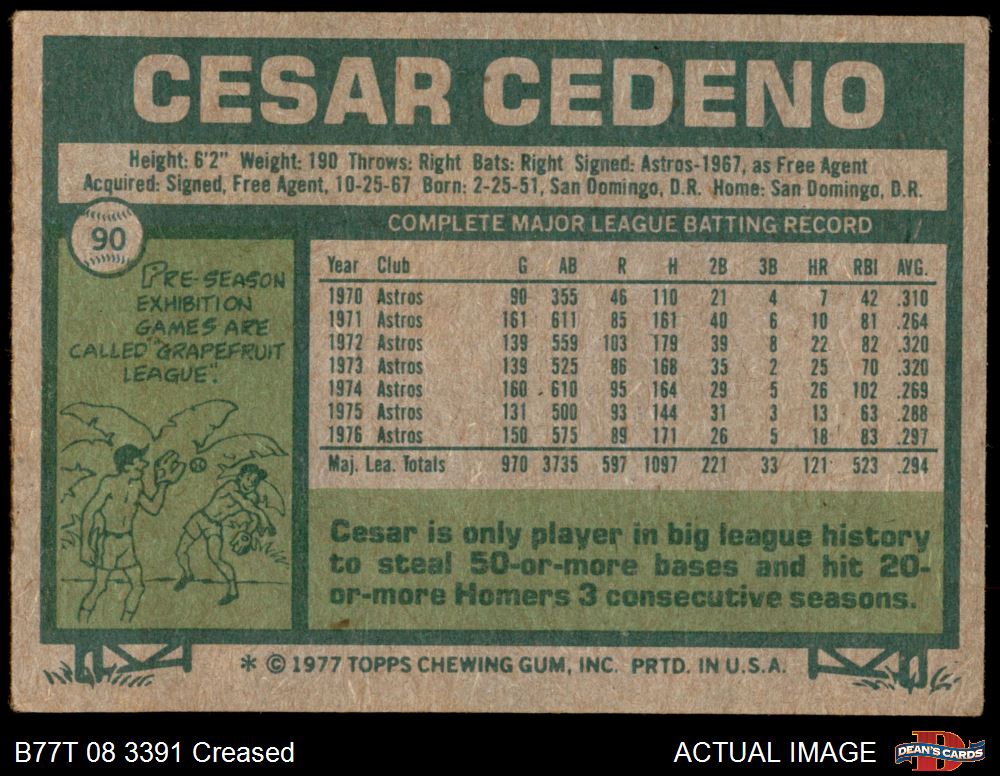 CESAR CEDENO
Height: 6'2" Weight: 190 Throws: Right Bats: Right Signed: Astros-1967, as Free Agent
Acquired: Signed, Free Agent, 10-25-67 Born: 2-25-51, San Domingo, D.R. Home: San Domingo, D.R.
90
PRE-SEASON
EXHIBITION
GAMES ARE
CALLED "GRAPEFRUIT
LEAGUE".
COMPLETE MAJOR LEAGUE BATTING RECORD
Year Club G AB R H 2B 3B HR RBI AVG.
1970 Astros 90 355 46 110 21 4 7 42 .310
1971 Astros 161 611 85 161 40 6 10 81 .264
1972 Astros 139 559 103 179 39 8 22 82 .320
1973 Astros 139 525 86 168 35 2 25 70 .320
1974 Astros 160 610 95 164 29 5 26 102 .269
1975 Astros 131 500 93 144 31 3 13 63 .288
1976 Astros 150 575 89 171 26 5 18 83 .297
Maj. Lea. Totals 970 3735 597 1097 221 33 121 523 .294
Cesar is only player in big league history
to steal 50-or-more bases and hit 20-
or-more Homers 3 consecutive seasons.
* © 1977 TOPPS CHEWING GUM, INC. PRTD. IN U.S.A.
B77T 08 3391 Creased
ACTUAL IMAGE
DEAN'S CARDS